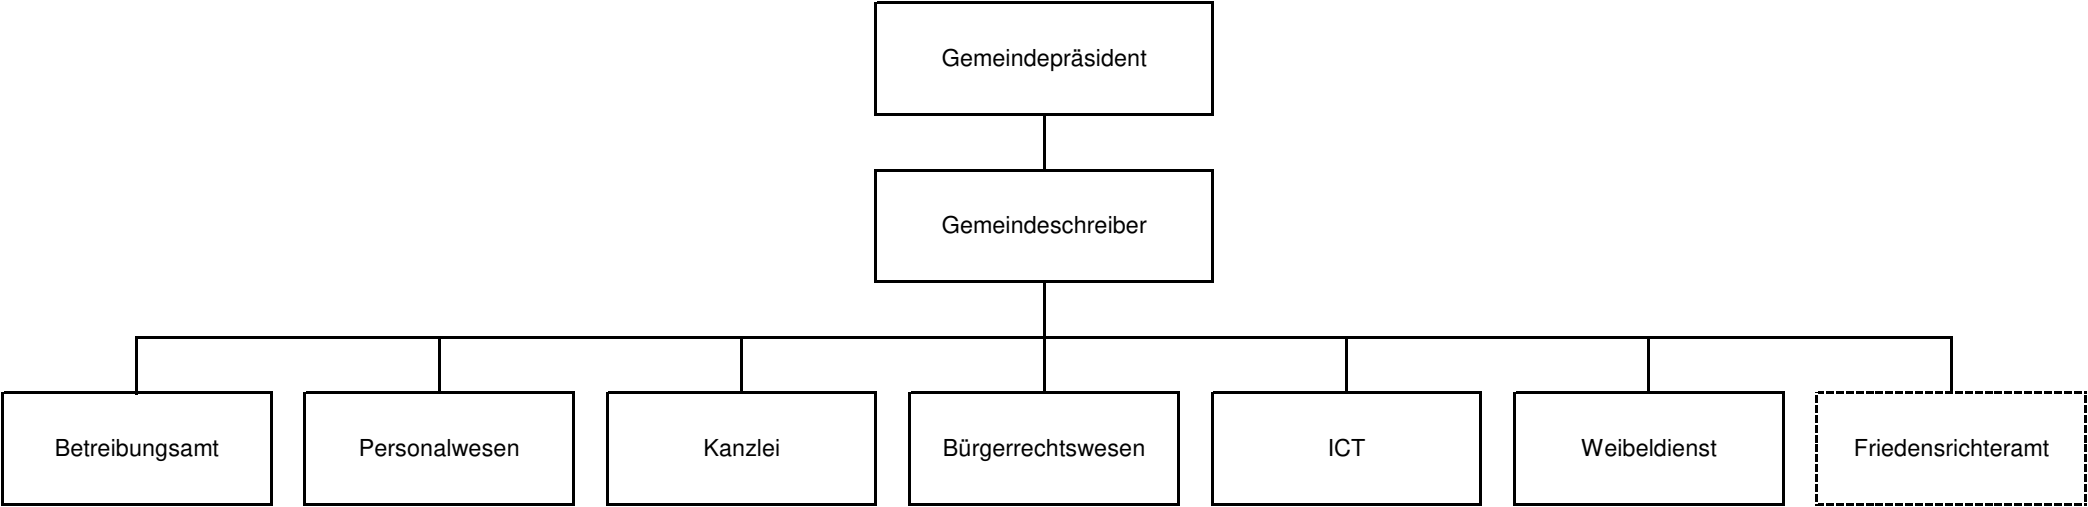 Gemeindepräsident
Gemeindeschreiber
Betreibungsamt
Personalwesen
Kanzlei
Bürgerrechtswesen
ICT
Weibeldienst
Friedensrichteramt